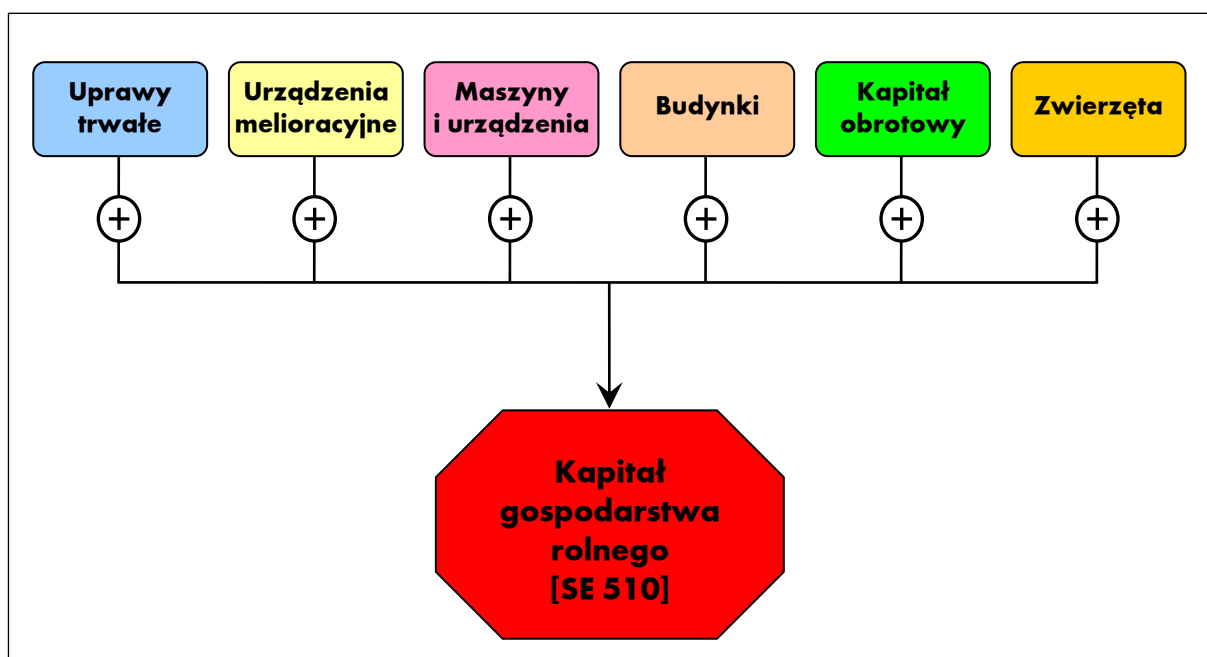 Uprawy
trwałe
Urządzenia
melioracyjne
Maszyny
i urządzenia
Budynki
Kapitał
obrotowy
Zwierzęta
+ + + + + +
Kapitał
gospodarstwa
rolnego
[SE 510]